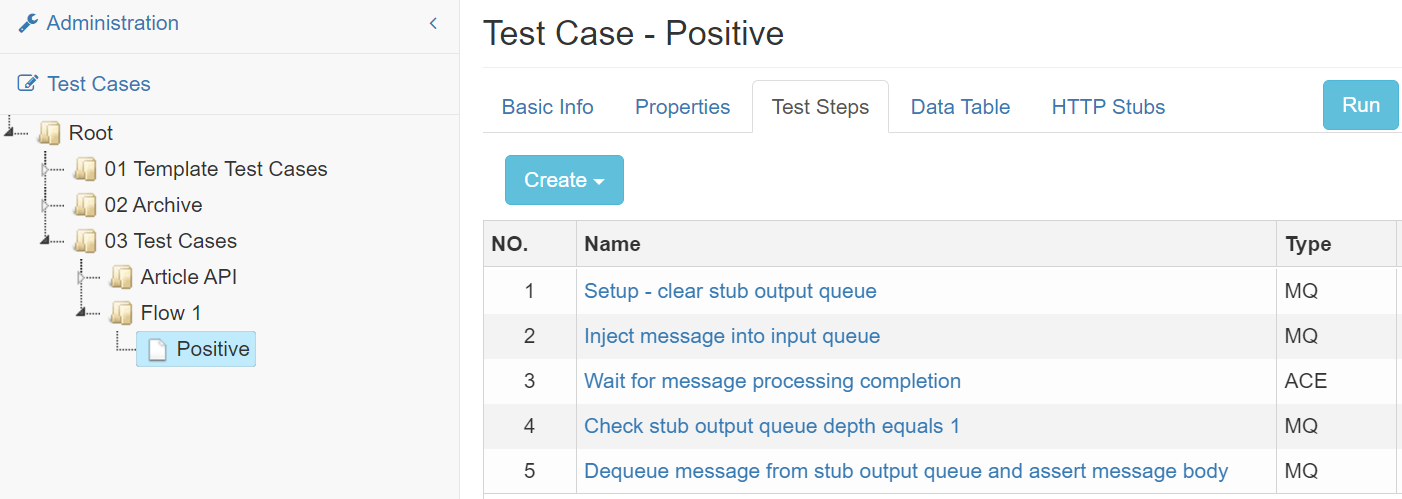 Administration
Test Cases
Root
01 Template Test Cases
02 Archive
03 Test Cases
Article API
Flow 1
Positive
Test Case - Positive
Basic Info Properties Test Steps Data Table HTTP Stubs Run
Create
NO. Name Type
1 Setup - clear stub output queue MQ
2 Inject message into input queue MQ
3 Wait for message processing completion ACE
4 Check stub output queue depth equals 1 MQ
5 Dequeue message from stub output queue and assert message body MQ